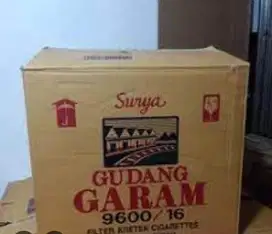 Surya
GUDANG
GARAM
9600/16
FILTER KRETEK CIGARETTES